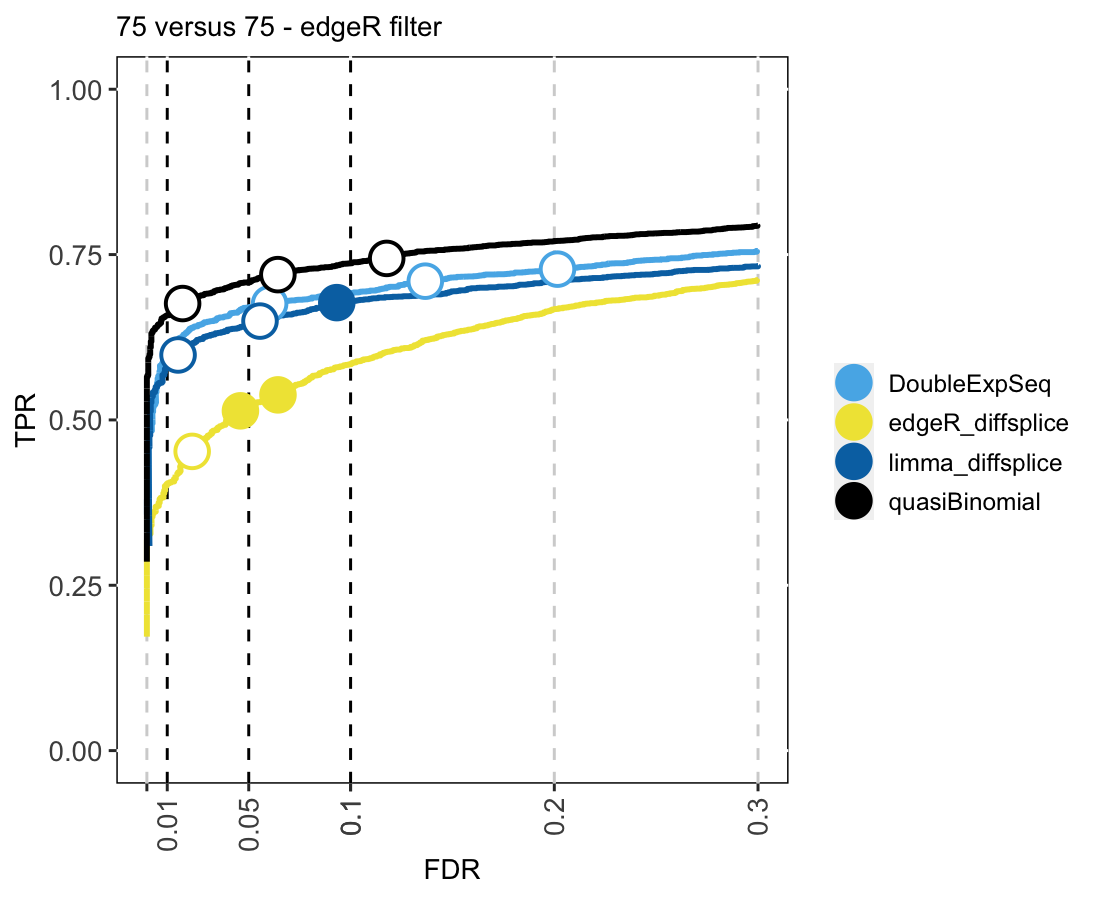 75 versus 75 - edgeR filter
1.00
0.75
0.50
0.25
0.00
TPR
0.01
0.05
0.1
0.2
0.3
FDR
DoubleExpSeq
edgeR_diffsplice
limma_diffsplice
quasiBinomial